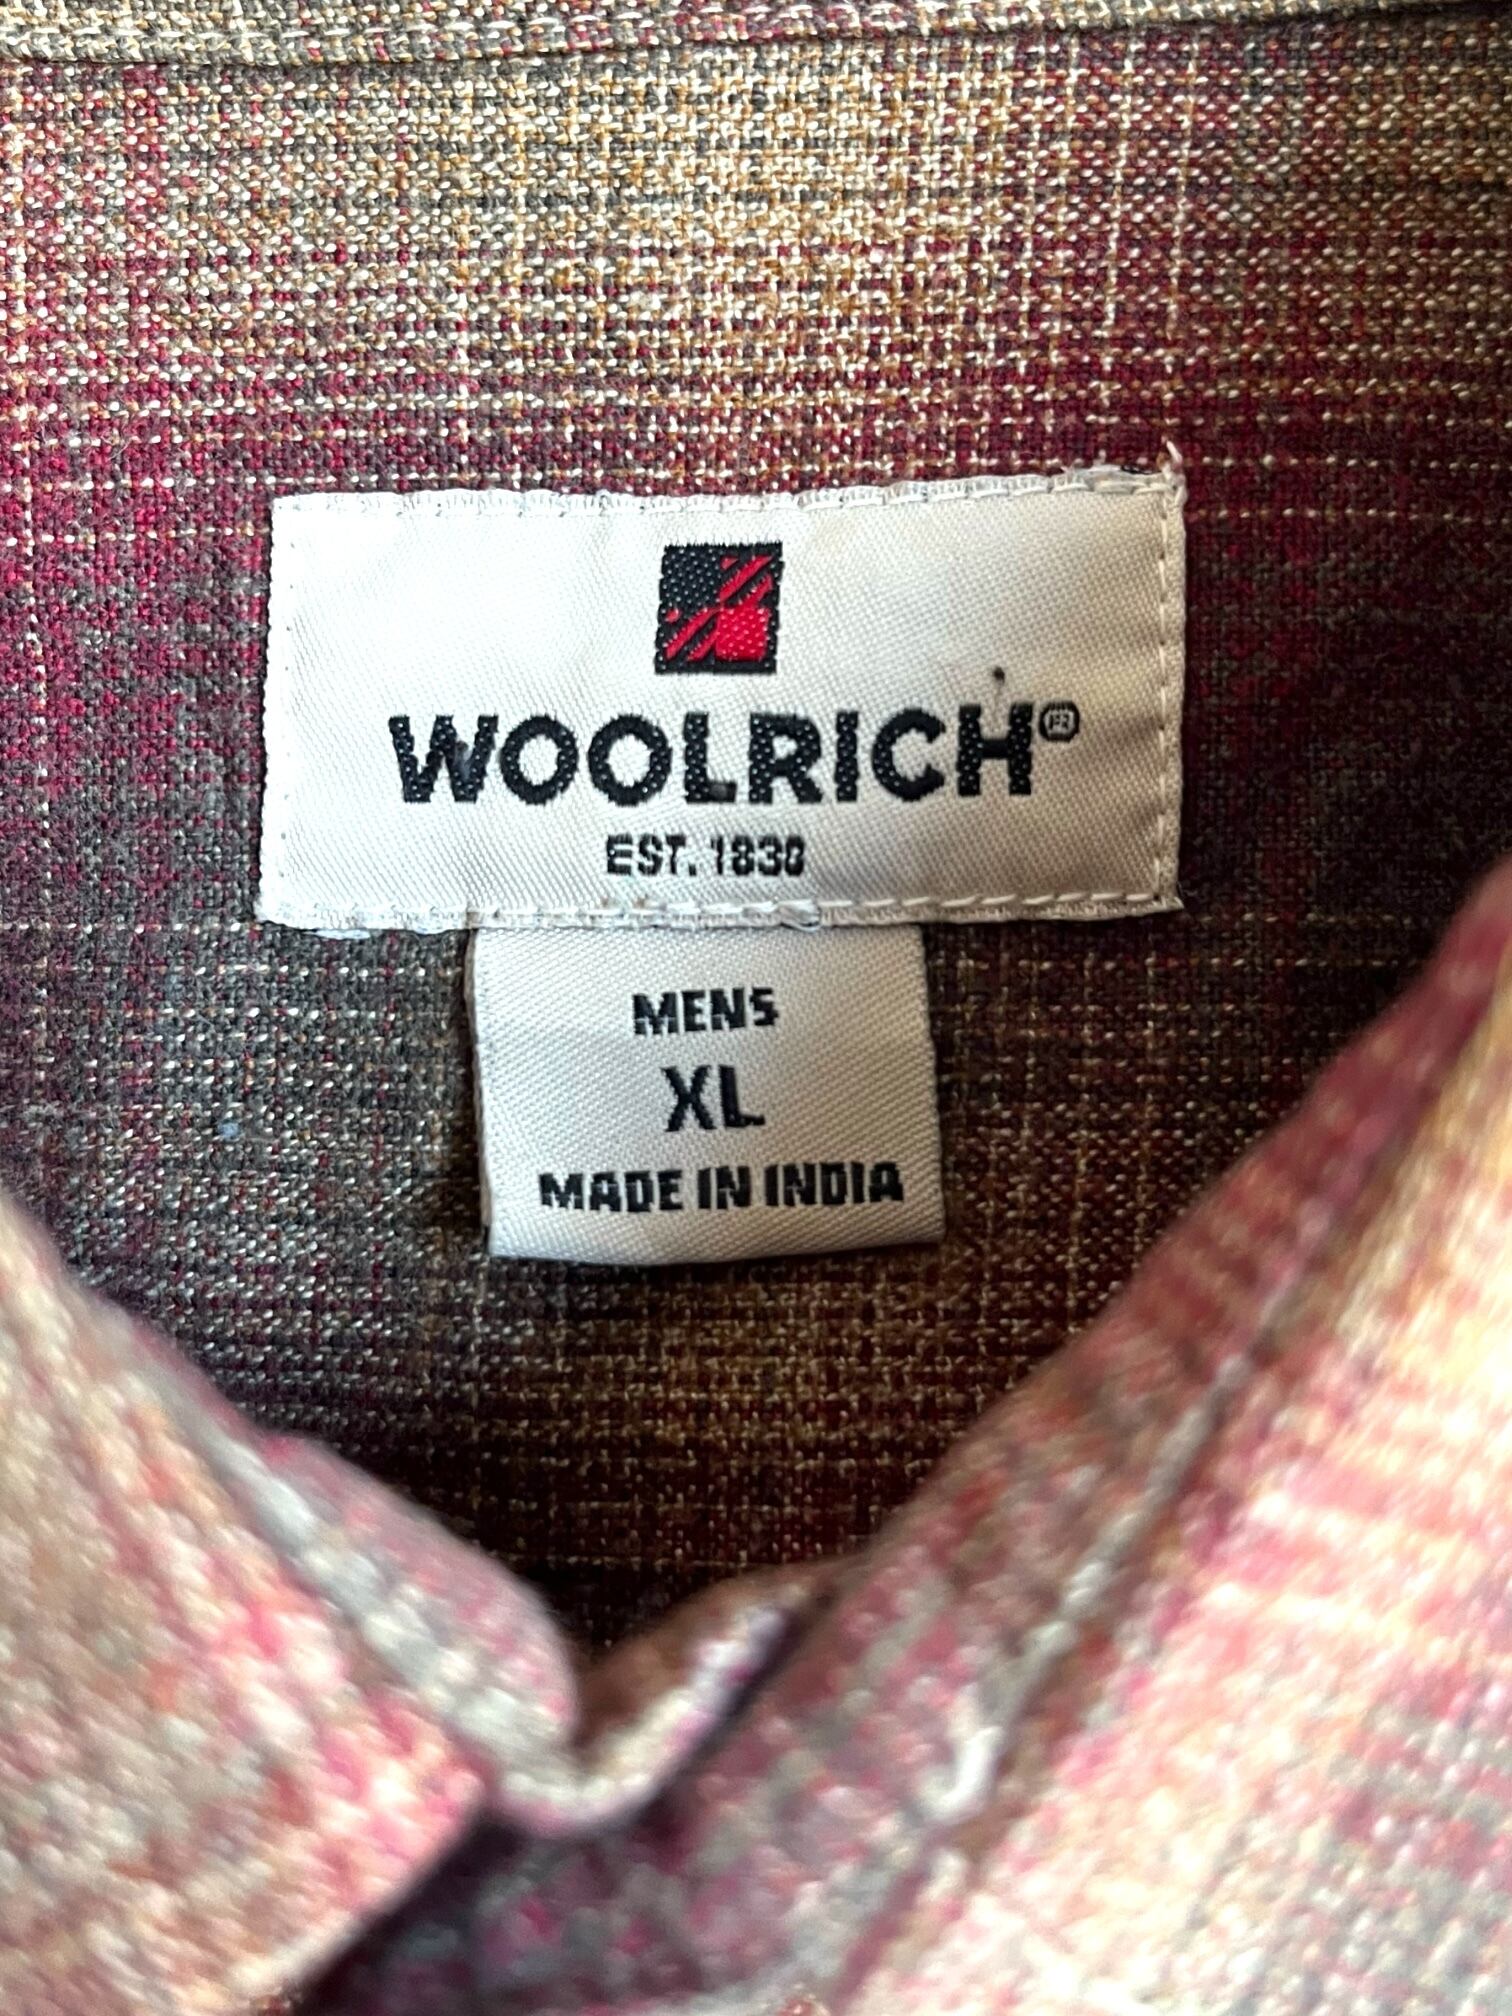 WOOLRICH®
EST. 1830
MENS
XL
MADE IN INDIA